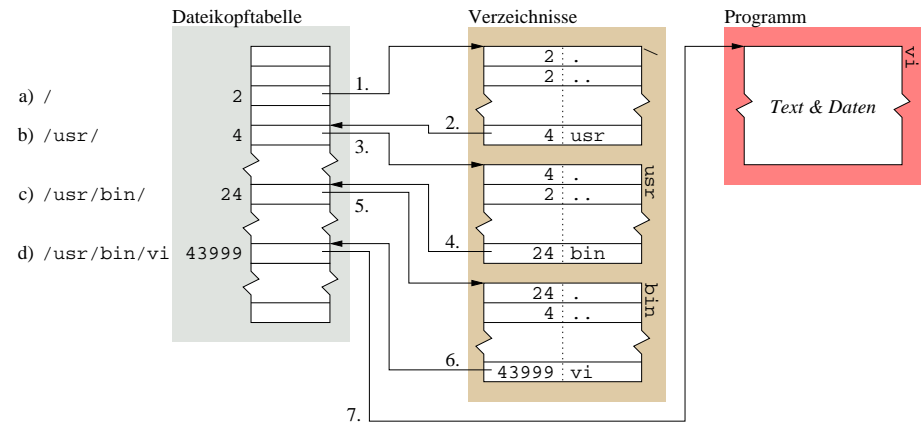 Dateikopftabelle
Verzeichnisse
Programm
a) /
2
b) /usr/
4
c) /usr/bin/
24
d) /usr/bin/vi
43999
1.
2.
3.
4.
5.
6.
7.
/
2 .
2 ..
4 usr
usr
4 .
2 ..
24 bin
bin
24 .
4 ..
43999 vi
vi
Text & Daten